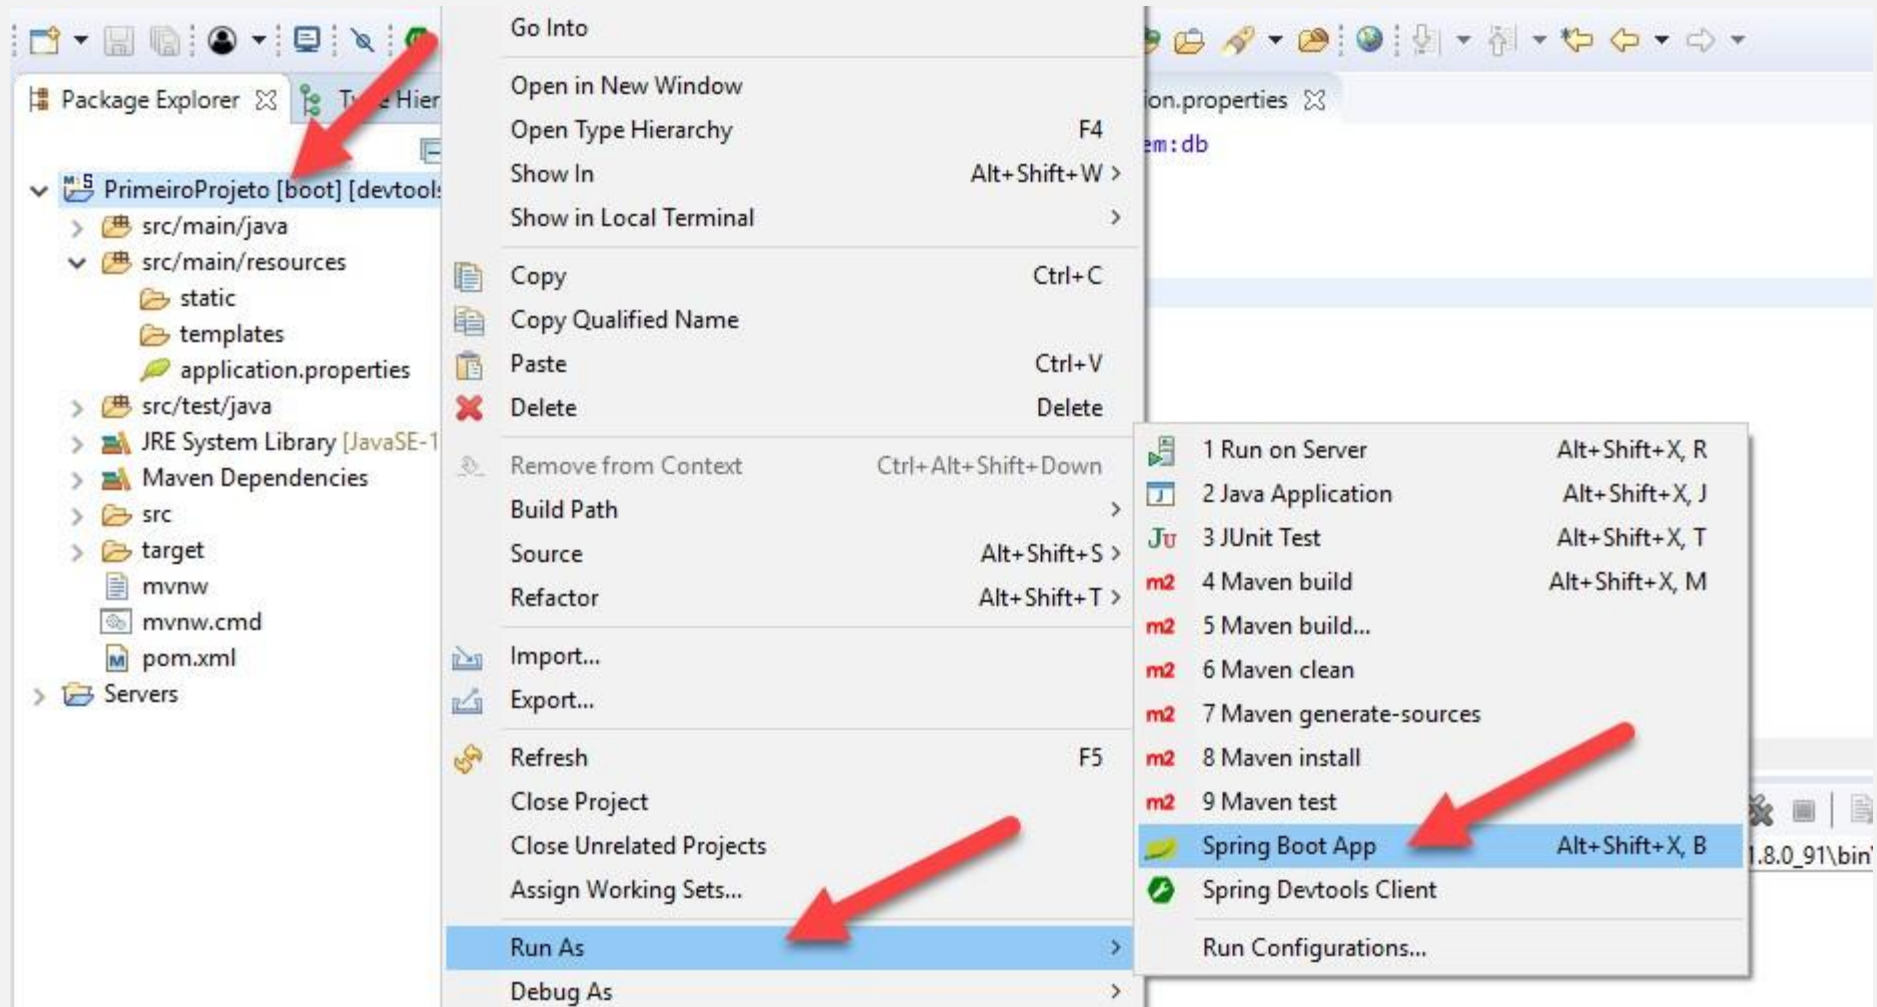 Package Explorer
ion.properties
em:db
PrimeiroProjeto [boot] [devtools
src/main/java
src/main/resources
static
templates
application.properties
src/test/java
JRE System Library [JavaSE-1
Maven Dependencies
src
target
mvnw
mvnw.cmd
pom.xml
Servers
Go Into
Open in New Window
Open Type Hierarchy F4
Show In Alt+Shift+W >
Show in Local Terminal >
Copy Ctrl+C
Copy Qualified Name
Paste Ctrl+V
Delete Delete
Remove from Context Ctrl+Alt+Shift+Down
Build Path >
Source Alt+Shift+S >
Refactor Alt+Shift+T >
Import...
Export...
Refresh F5
Close Project
Close Unrelated Projects
Assign Working Sets...
Run As >
Debug As >
1 Run on Server Alt+Shift+X, R
2 Java Application Alt+Shift+X, J
3 JUnit Test Alt+Shift+X, T
4 Maven build Alt+Shift+X, M
5 Maven build...
6 Maven clean
7 Maven generate-sources
8 Maven install
9 Maven test
Spring Boot App Alt+Shift+X, B
Spring Devtools Client
Run Configurations...
1.8.0_91\bin\